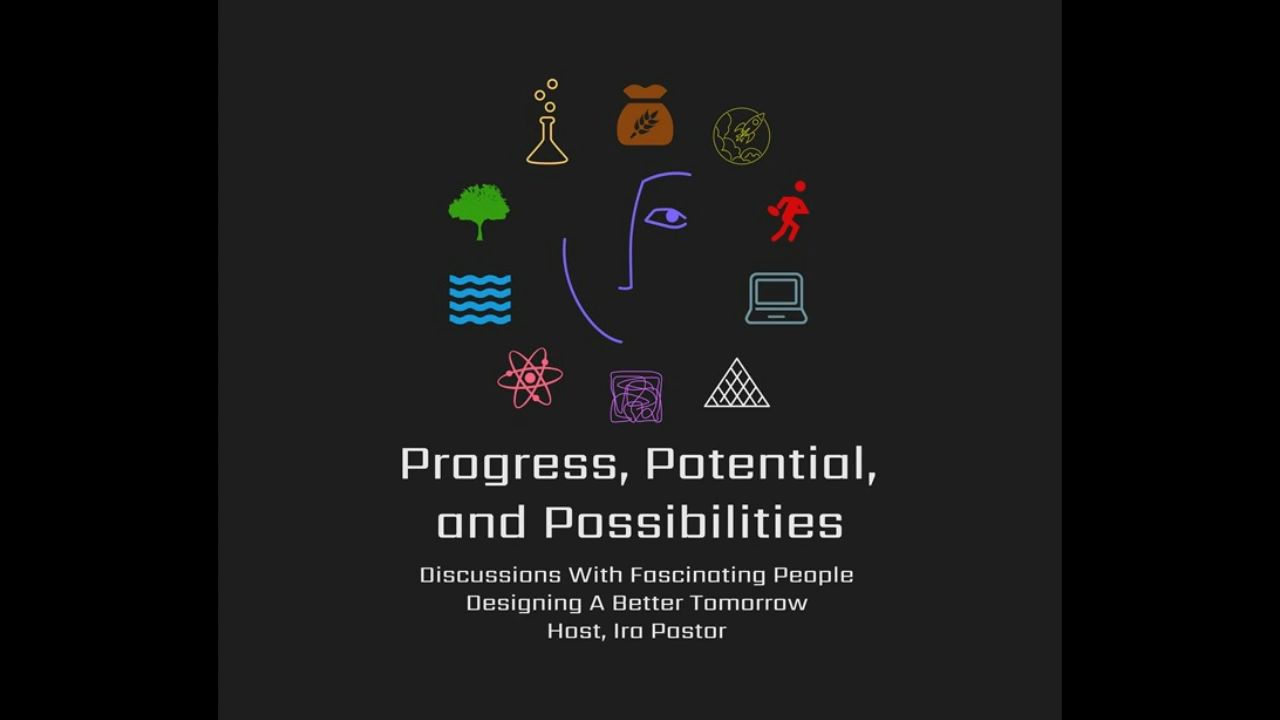 Progress, Potential,
and Possibilities
Discussions With Fascinating People
Designing A Better Tomorrow
Host, Ira Pastor